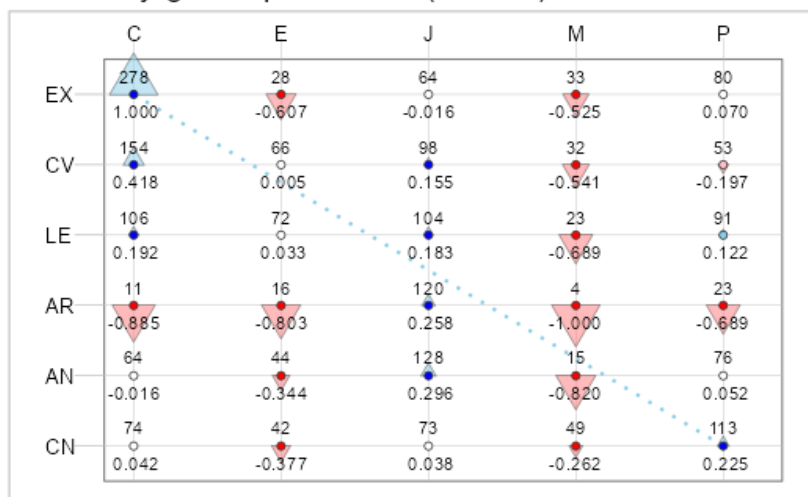 C E J M P
278 28 64 33 80
EX
1.000 -0.607 -0.016 -0.525 0.070
154 66 98 32 53
CV
0.418 0.005 0.155 -0.541 -0.197
106 72 104 23 91
LE
0.192 0.033 0.183 -0.689 0.122
11 16 120 4 23
AR
-0.885 -0.803 0.258 -1.000 -0.689
64 44 128 15 76
AN
-0.016 -0.344 0.296 -0.820 0.052
74 42 73 49 113
CN
0.042 -0.377 0.038 -0.262 0.225